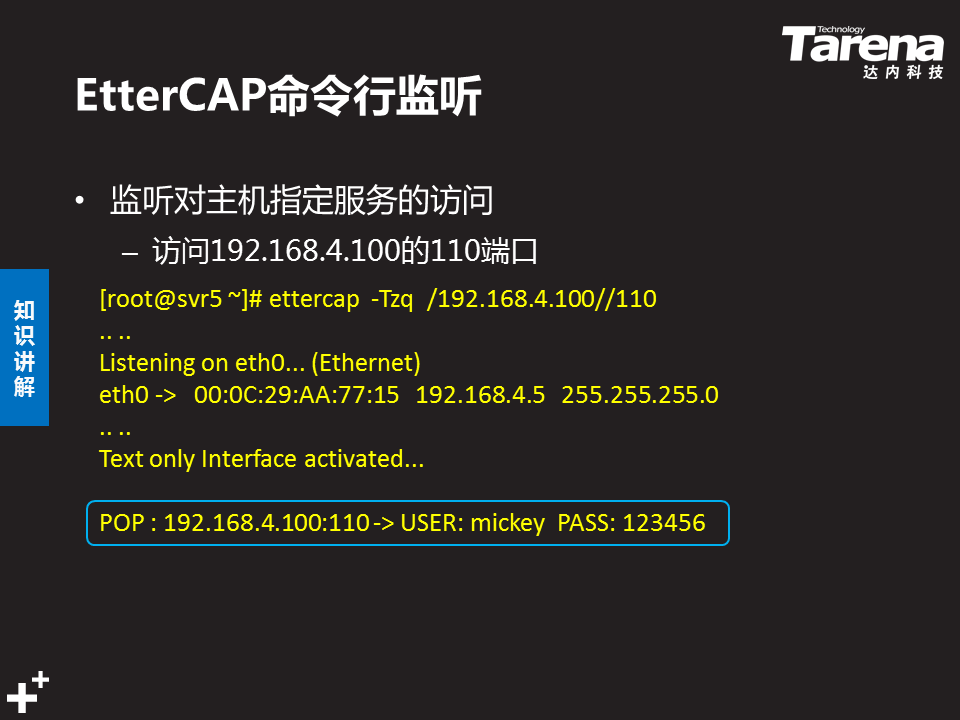 Technology
Tarena
达内科技
EtterCAP命令行监听
• 监听对主机指定服务的访问
– 访问192.168.4.100的110端口
知识讲解
[root@svr5 ~]# ettercap -Tzq /192.168.4.100//110
.. ..
Listening on eth0... (Ethernet)
eth0 -> 00:0C:29:AA:77:15 192.168.4.5 255.255.255.0
.. ..
Text only Interface activated...
POP : 192.168.4.100:110 -> USER: mickey PASS: 123456